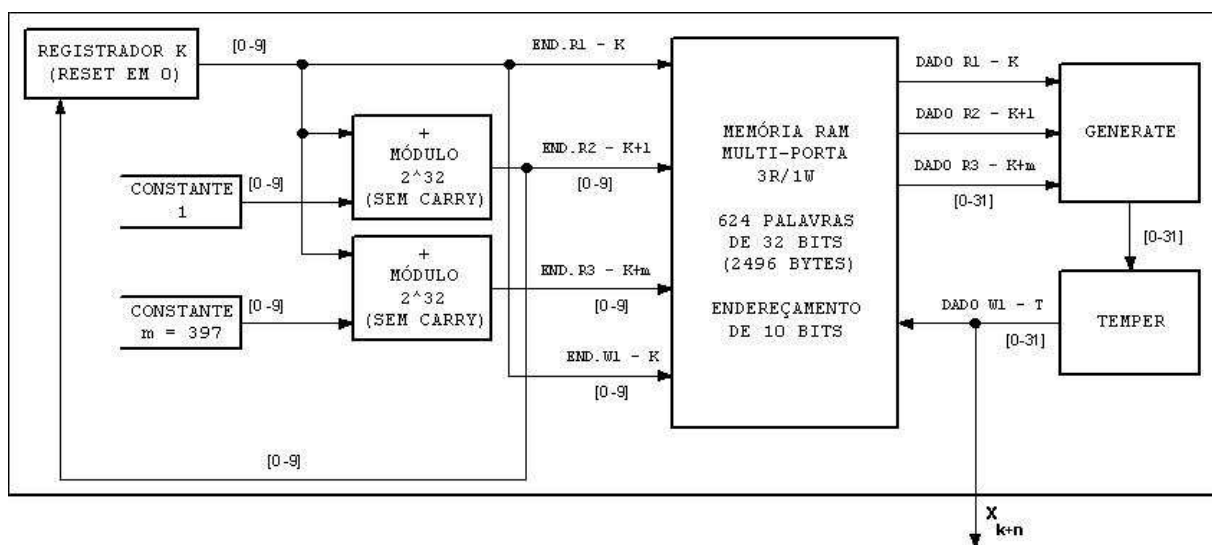 REGISTRADOR K
(RESET EM 0)
[0-9]
END.R1 - K
+
MÓDULO
2^32
(SEM CARRY)
END.R2 - K+1
[0-9]
CONSTANTE
1
[0-9]
+
MÓDULO
2^32
(SEM CARRY)
END.R3 - K+m
[0-9]
CONSTANTE
m = 397
[0-9]
END.W1 - K
[0-9]
[0-9]
MEMÓRIA RAM
MULTI-PORTA
3R/1W
624 PALAVRAS
DE 32 BITS
(2496 BYTES)
ENDEREÇAMENTO
DE 10 BITS
DADO R1 - K
DADO R2 - K+1
DADO R3 - K+m
[0-31]
GENERATE
[0-31]
DADO W1 - T
[0-31]
TEMPER
X k+n